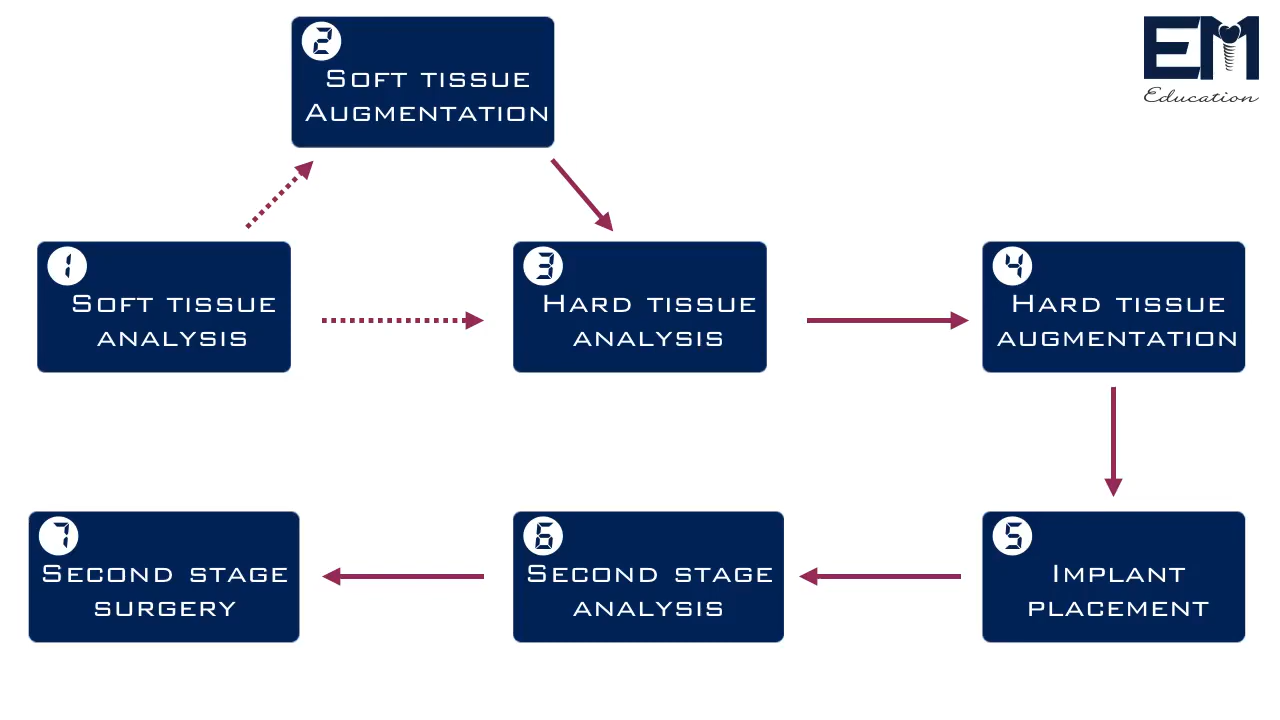 2
Soft tissue
Augmentation
EM
Education
1
Soft tissue
analysis
3
Hard tissue
analysis
4
Hard tissue
augmentation
7
Second stage
surgery
6
Second stage
analysis
5
Implant
placement